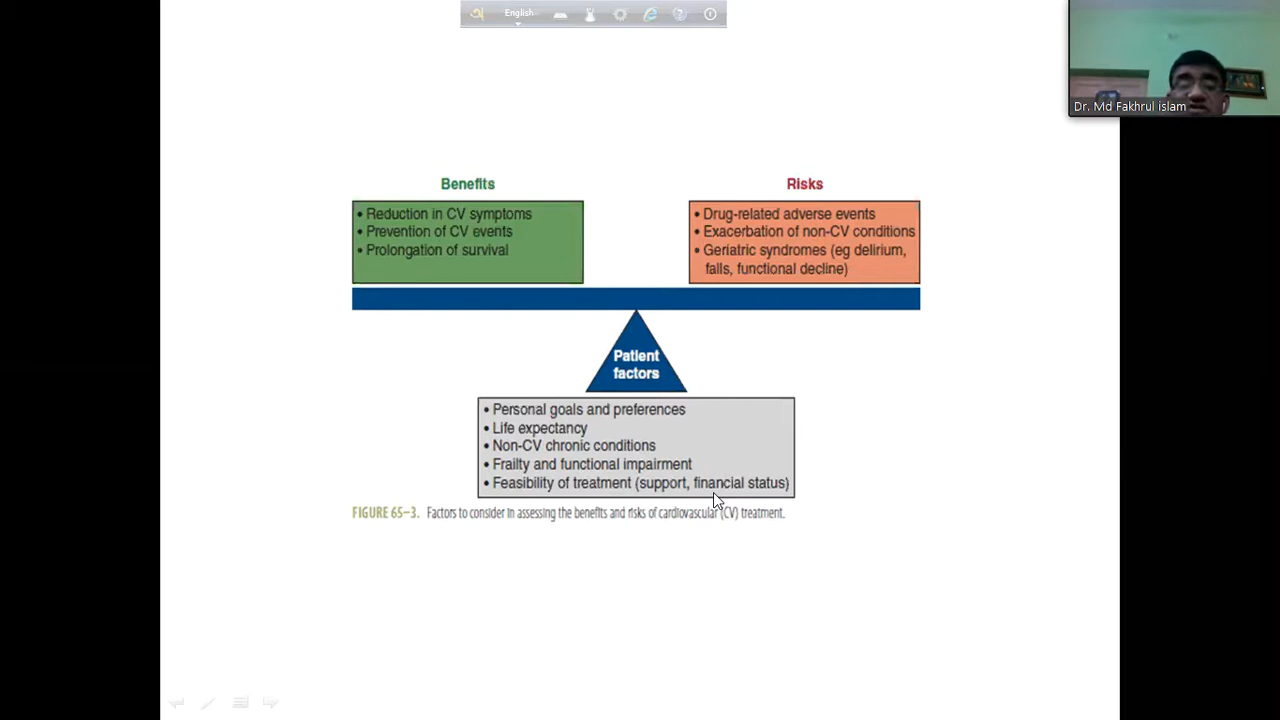 English
Dr. Md Fakhrul islam
Benefits
• Reduction in CV symptoms
• Prevention of CV events
• Prolongation of survival
Risks
• Drug-related adverse events
• Exacerbation of non-CV conditions
• Geriatric syndromes (eg delirium,
falls, functional decline)
Patient
factors
• Personal goals and preferences
• Life expectancy
• Non-CV chronic conditions
• Frailty and functional impairment
• Feasibility of treatment (support, financial status)
FIGURE 65–3. Factors to consider in assessing the benefits and risks of cardiovascular (CV) treatment.